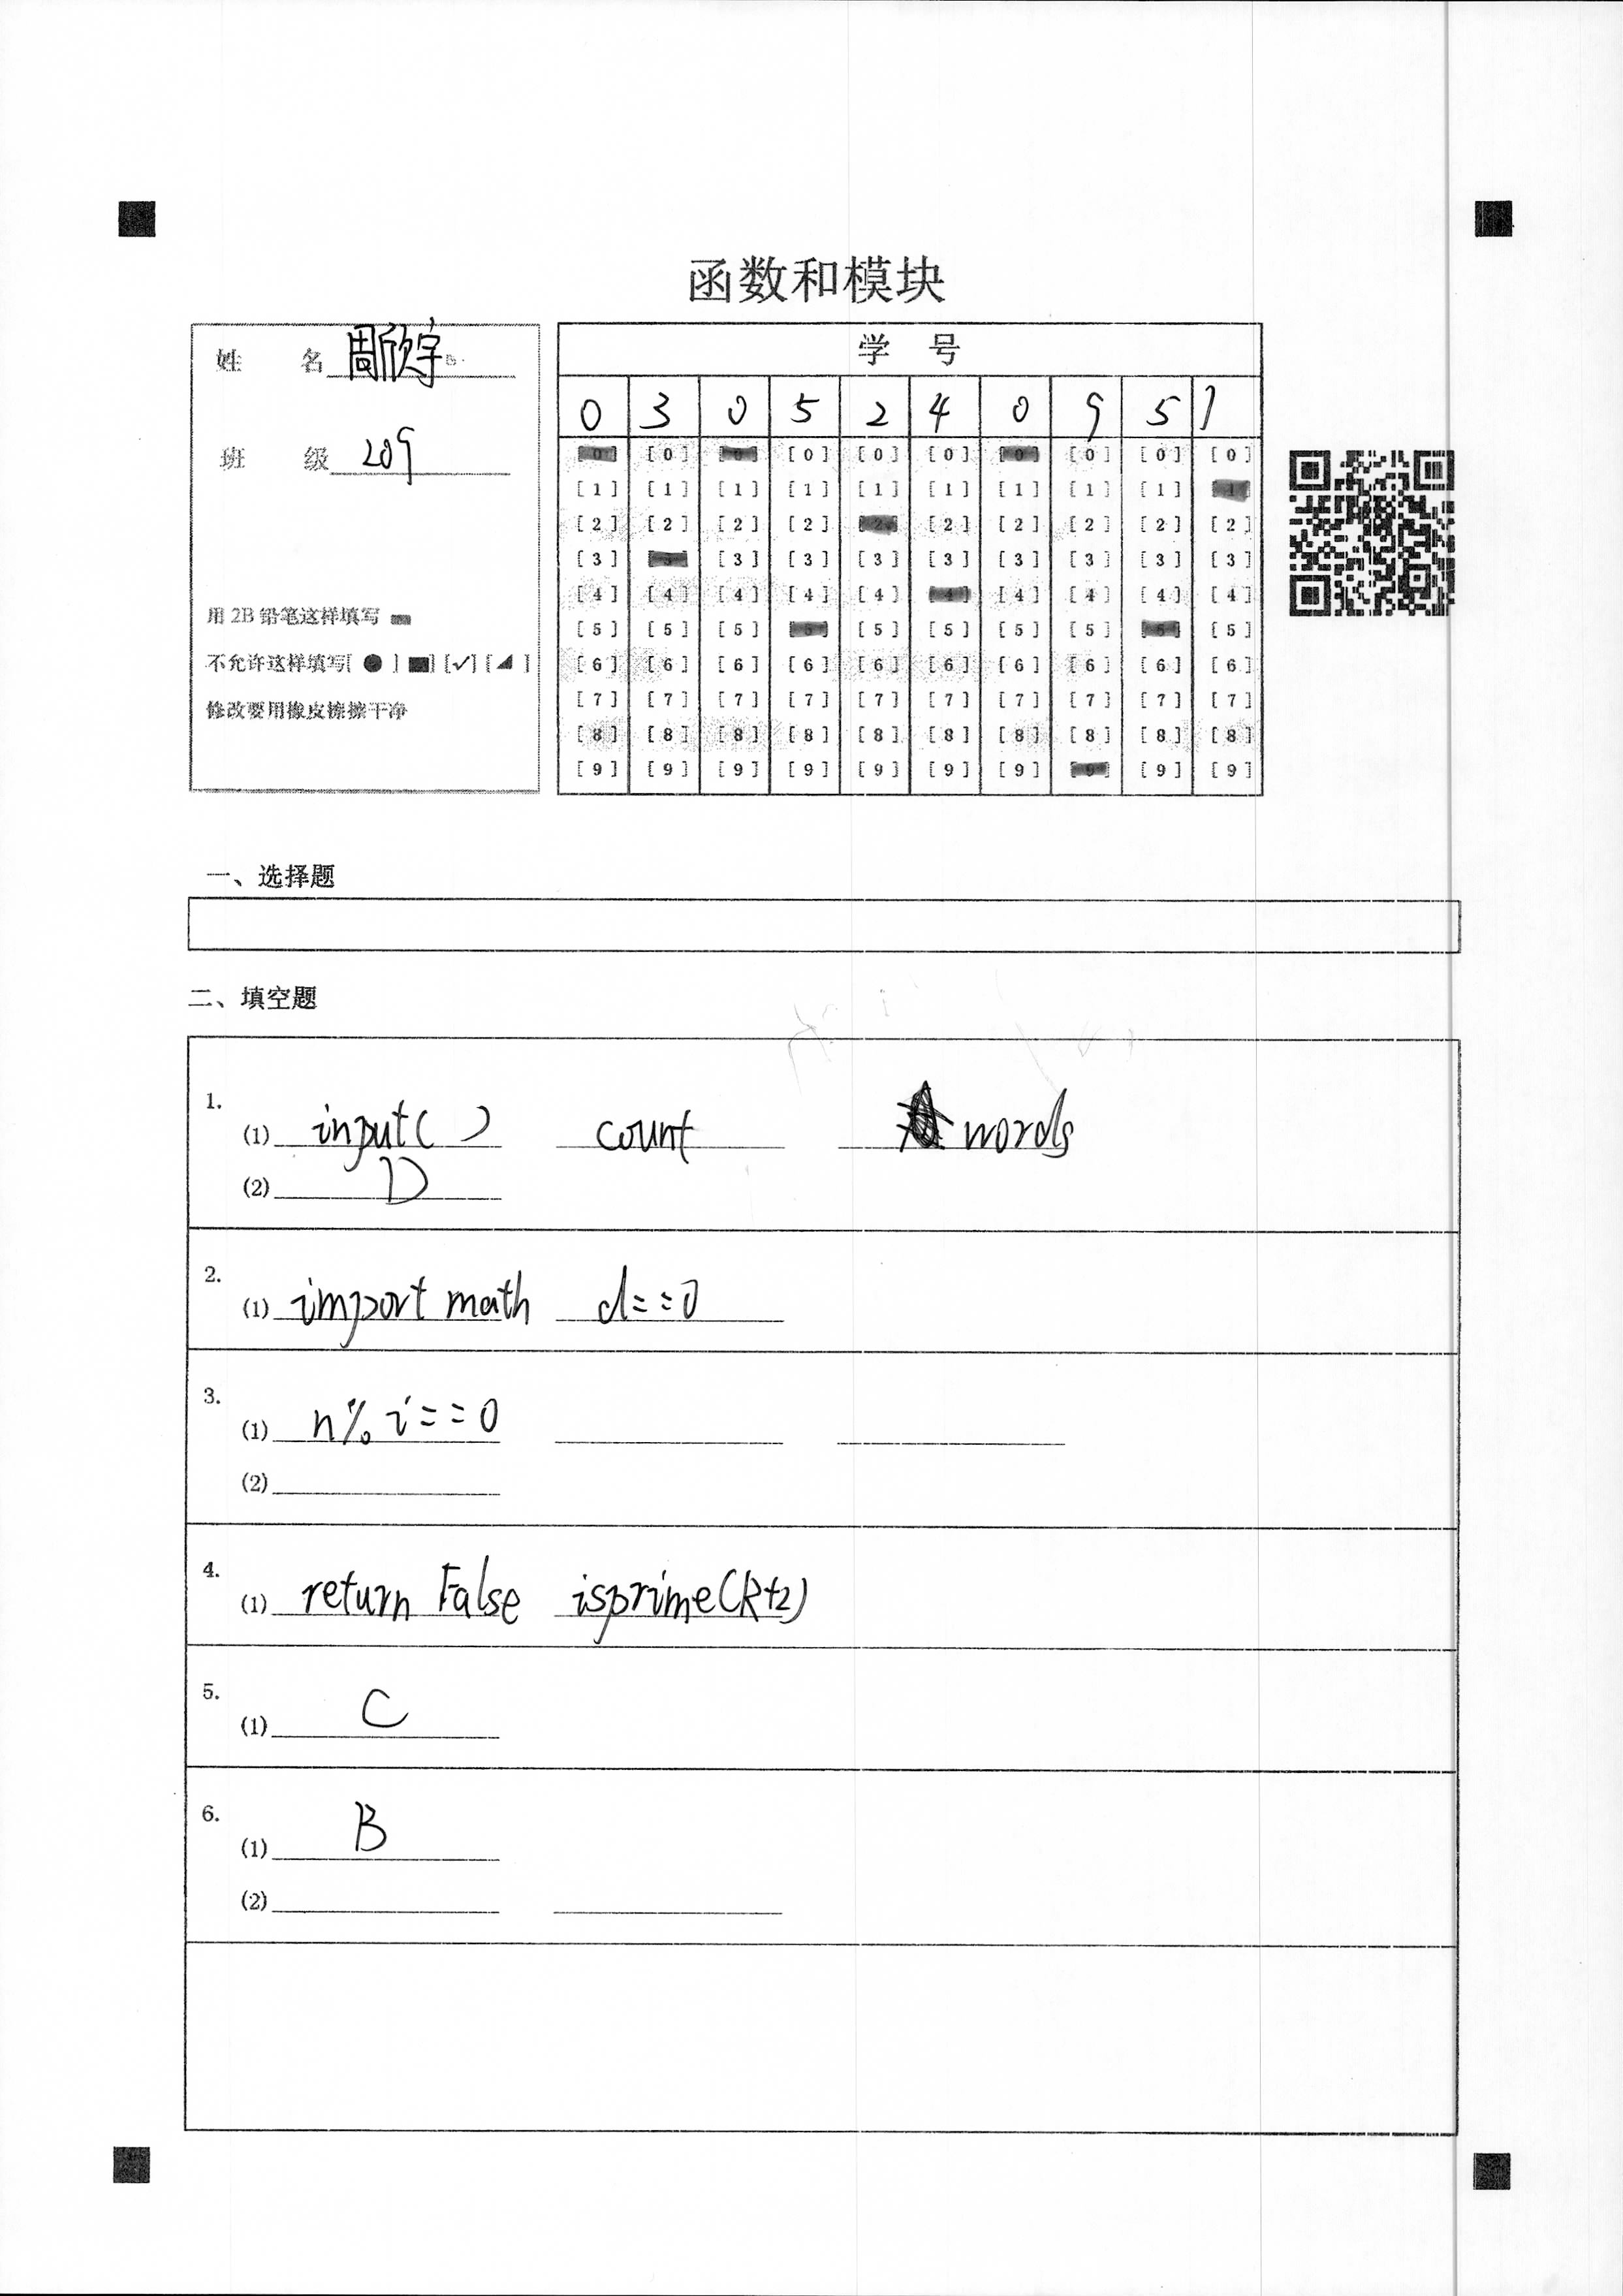 函数和模块
姓 名 周欣宇
班 级 209
用 2B 铅笔这样填写
不允许这样填写[ ● ] [■] [✓] [◢ ]
修改要用橡皮擦擦干净
学 号
0 3 0 5 2 4 0 9 5 1
[0] [0] [0] [0] [0] [0] [0] [0] [0] [0]
[1] [1] [1] [1] [1] [1] [1] [1] [1] [1]
[2] [2] [2] [2] [2] [2] [2] [2] [2] [2]
[3] [3] [3] [3] [3] [3] [3] [3] [3] [3]
[4] [4] [4] [4] [4] [4] [4] [4] [4] [4]
[5] [5] [5] [5] [5] [5] [5] [5] [5] [5]
[6] [6] [6] [6] [6] [6] [6] [6] [6] [6]
[7] [7] [7] [7] [7] [7] [7] [7] [7] [7]
[8] [8] [8] [8] [8] [8] [8] [8] [8] [8]
[9] [9] [9] [9] [9] [9] [9] [9] [9] [9]
一、选择题
二、填空题
1.
(1) input( ) count words
(2) D
2.
(1) import math d==0
3.
(1) n%i==0
(2)
4.
(1) return False isprime(k+2)
5.
(1) C
6.
(1) B
(2)